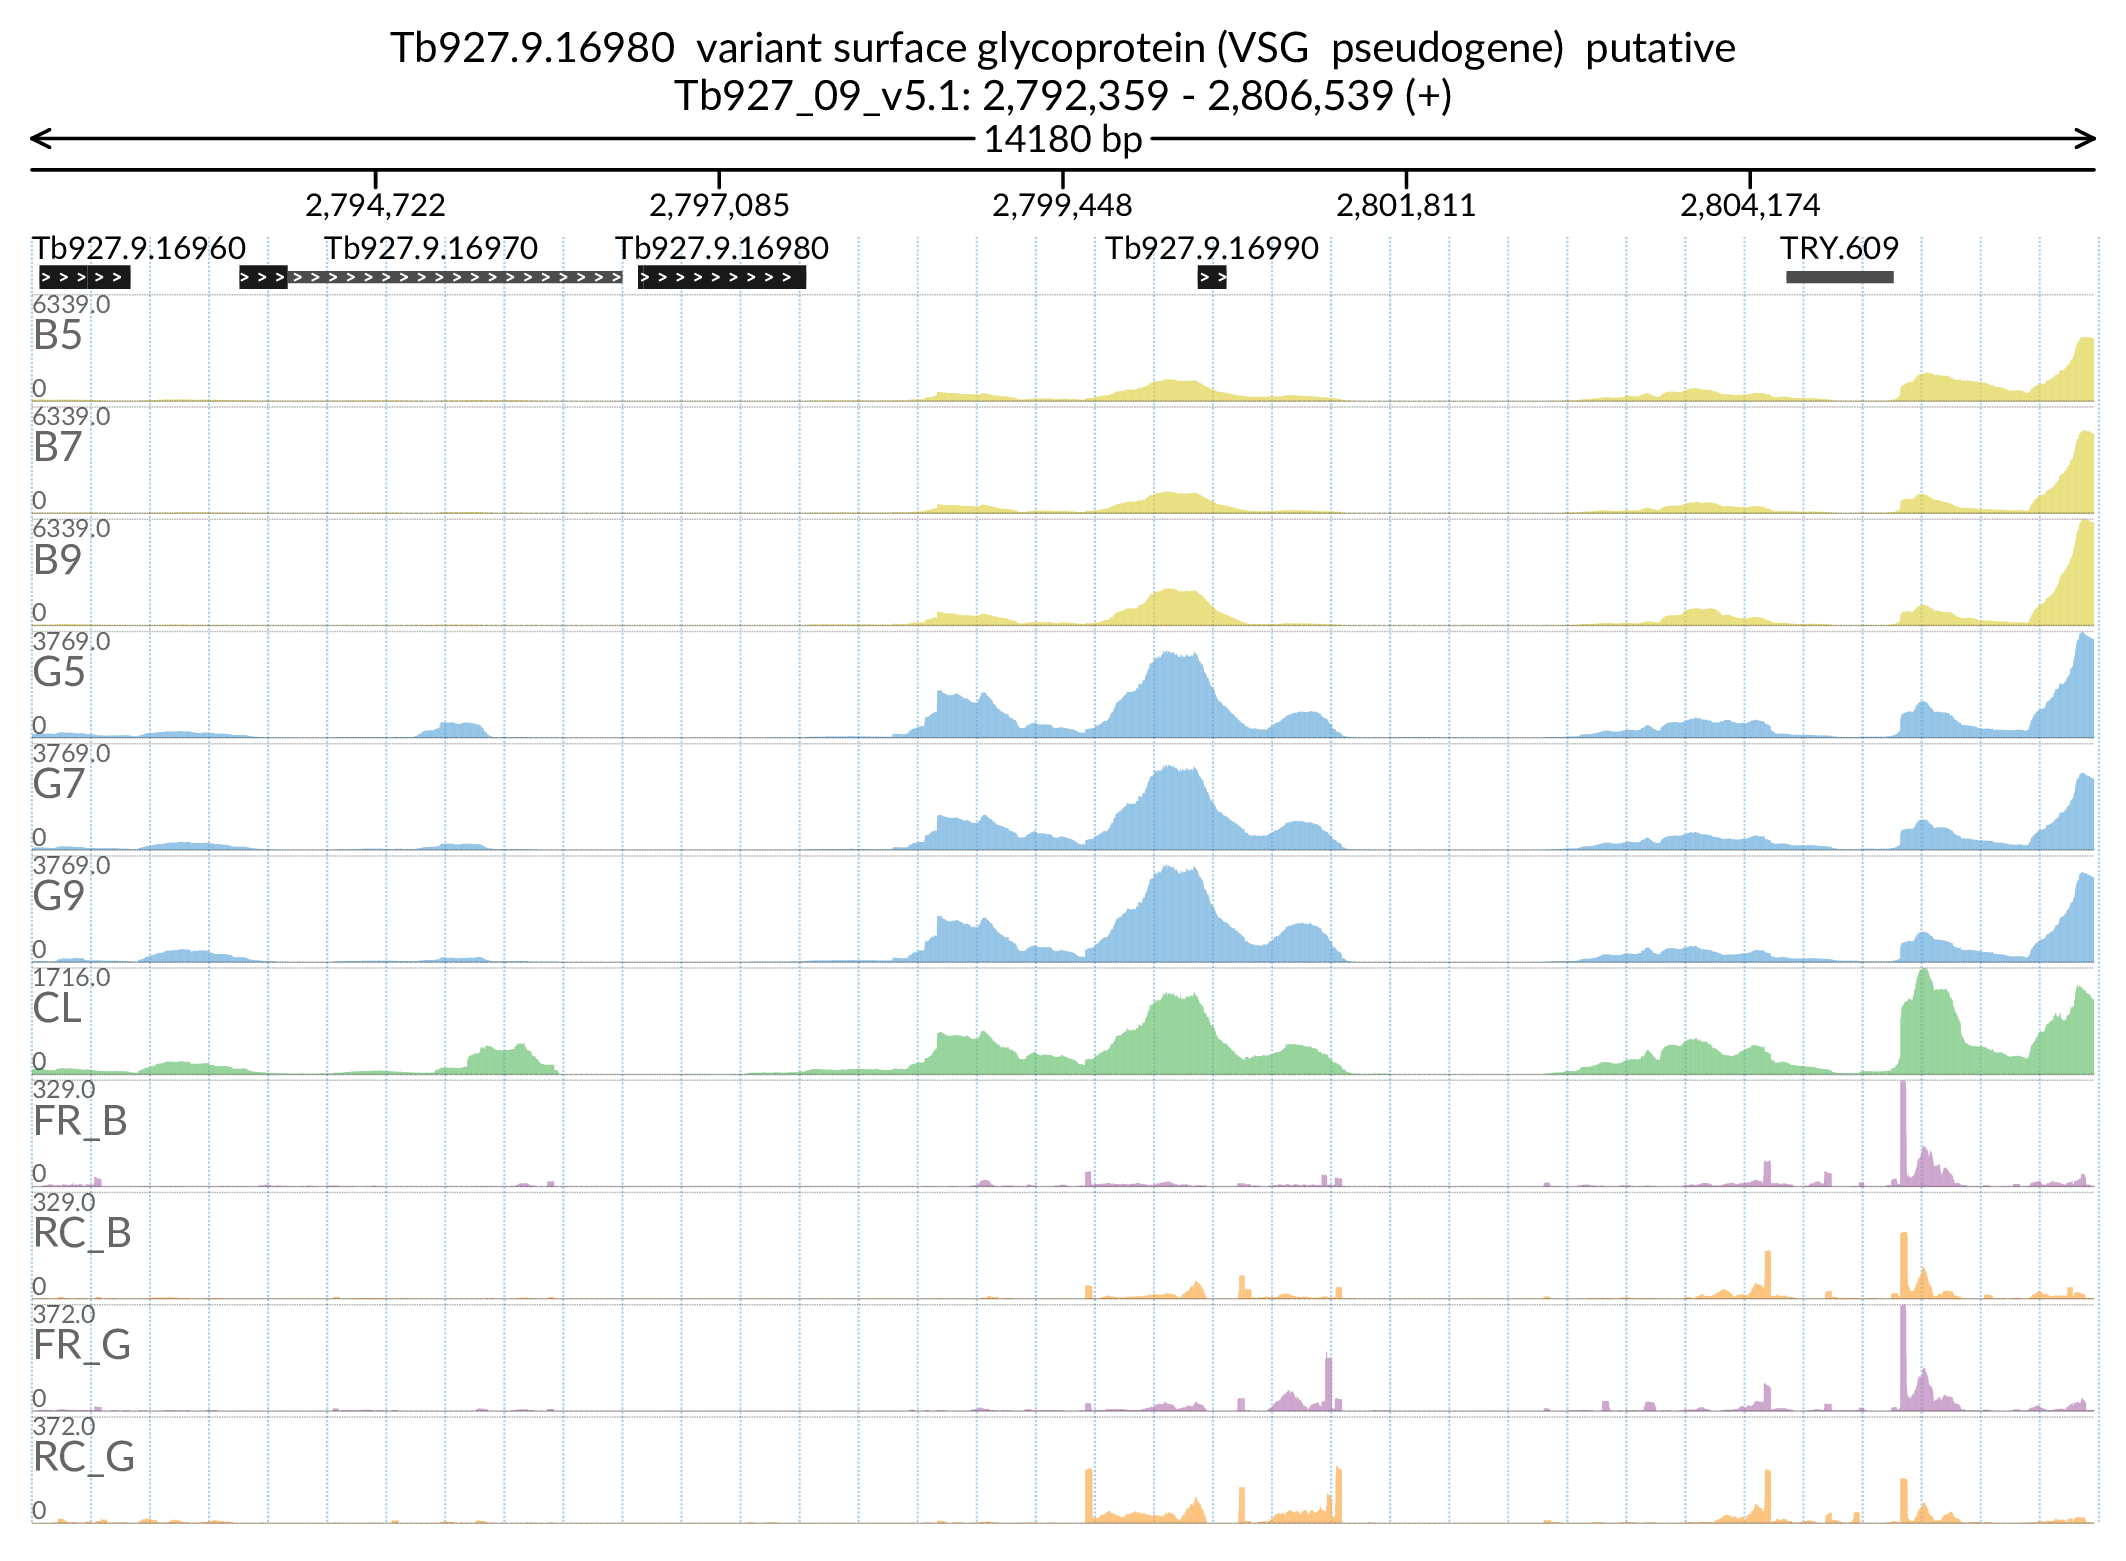 Tb927.9.16980  variant surface glycoprotein (VSG  pseudogene)  putative
Tb927_09_v5.1: 2,792,359 - 2,806,539 (+)
14180 bp
2,794,722 2,797,085 2,799,448 2,801,811 2,804,174
Tb927.9.16960 Tb927.9.16970 Tb927.9.16980 Tb927.9.16990 TRY.609
6339.0
B5
0
6339.0
B7
0
6339.0
B9
0
3769.0
G5
0
3769.0
G7
0
3769.0
G9
0
1716.0
CL
0
329.0
FR_B
0
329.0
RC_B
0
372.0
FR_G
0
372.0
RC_G
0